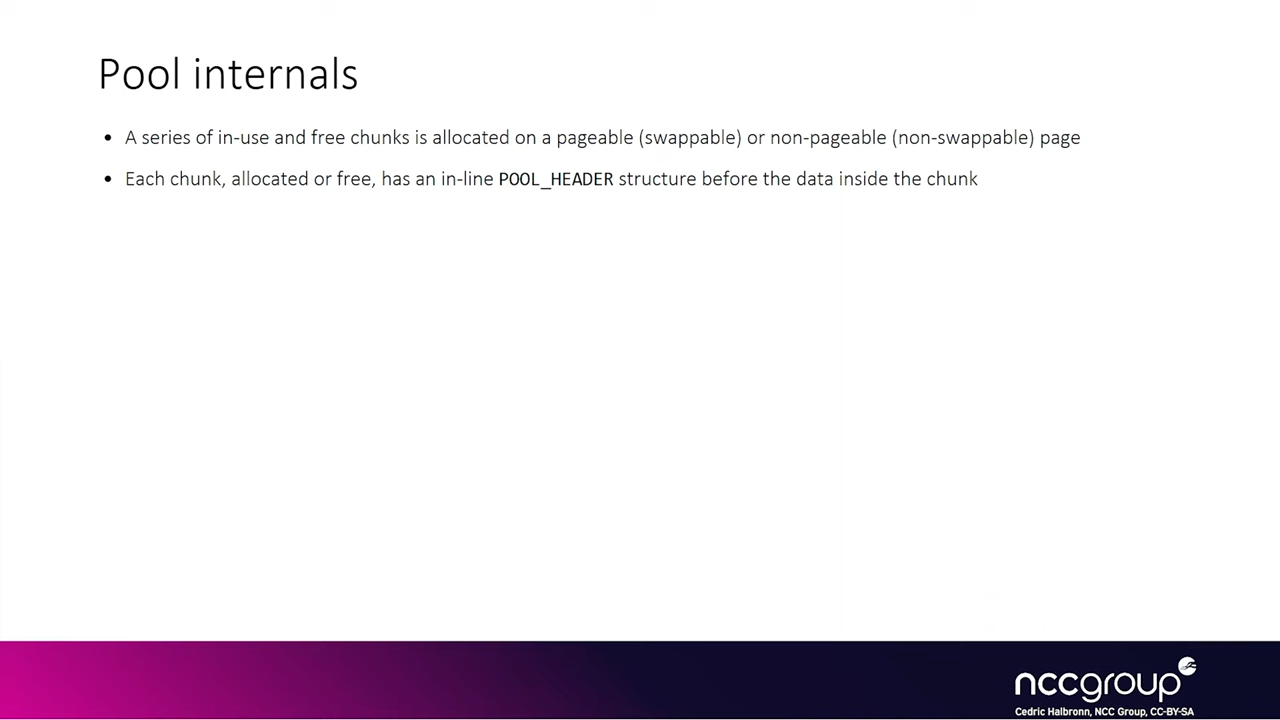 Pool internals
• A series of in-use and free chunks is allocated on a pageable (swappable) or non-pageable (non-swappable) page
• Each chunk, allocated or free, has an in-line POOL_HEADER structure before the data inside the chunk
nccgroup
Cedric Halbronn, NCC Group, CC-BY-SA